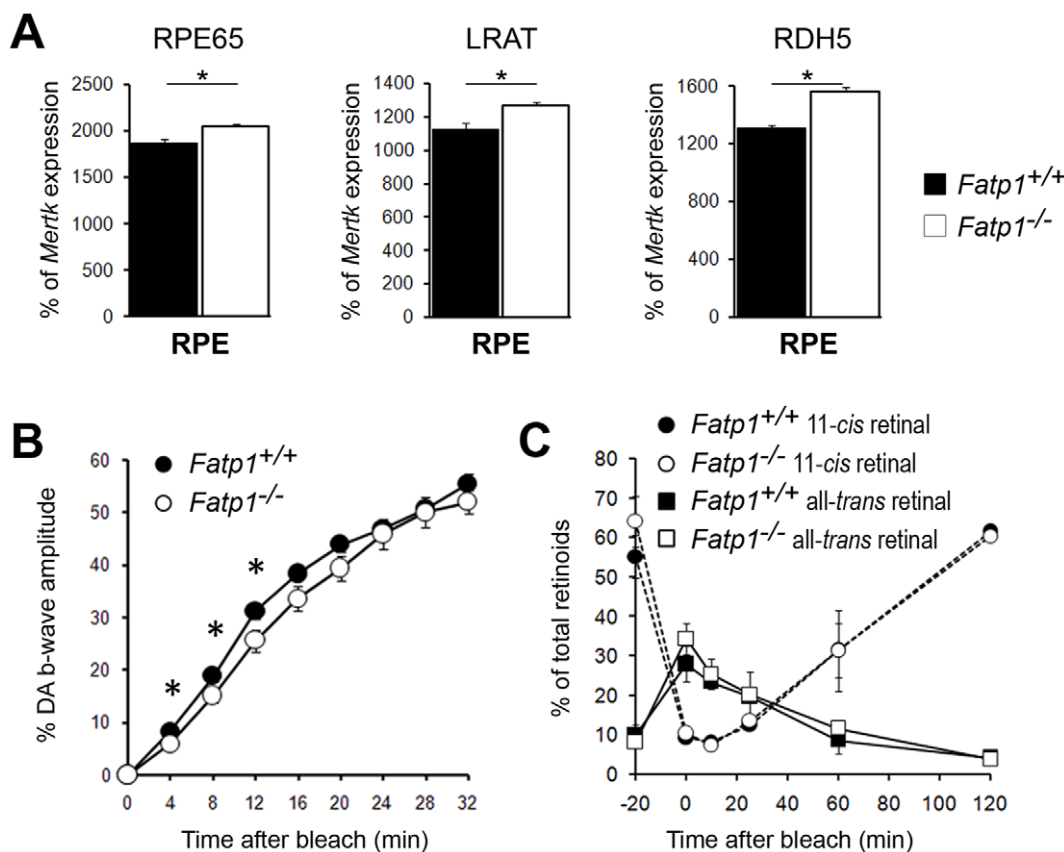 A
RPE65
LRAT
RDH5
% of Mertk expression
2500
2000
1500
1000
500
0
*
RPE
% of Mertk expression
1400
1200
1000
800
600
400
200
0
*
RPE
% of Mertk expression
1600
1200
800
400
0
*
RPE
Fatp1+/+
Fatp1-/-
B
Fatp1+/+
Fatp1-/-
% DA b-wave amplitude
60
50
40
30
20
10
0
* * *
0 4 8 12 16 20 24 28 32
Time after bleach (min)
C
Fatp1+/+ 11-cis retinal
Fatp1-/- 11-cis retinal
Fatp1+/+ all-trans retinal
Fatp1-/- all-trans retinal
% of total retinoids
80
70
60
50
40
30
20
10
0
-20 0 20 40 60 80 100 120
Time after bleach (min)